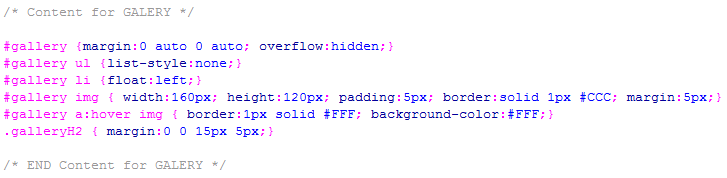 /* Content for GALERY */
#gallery {margin:0 auto 0 auto; overflow:hidden;}
#gallery ul {list-style:none;}
#gallery li {float:left;}
#gallery img { width:160px; height:120px; padding:5px; border:solid 1px #CCC; margin:5px;}
#gallery a:hover img { border:1px solid #FFF; background-color:#FFF;}
.galleryH2 { margin:0 0 15px 5px;}
/* END Content for GALERY */